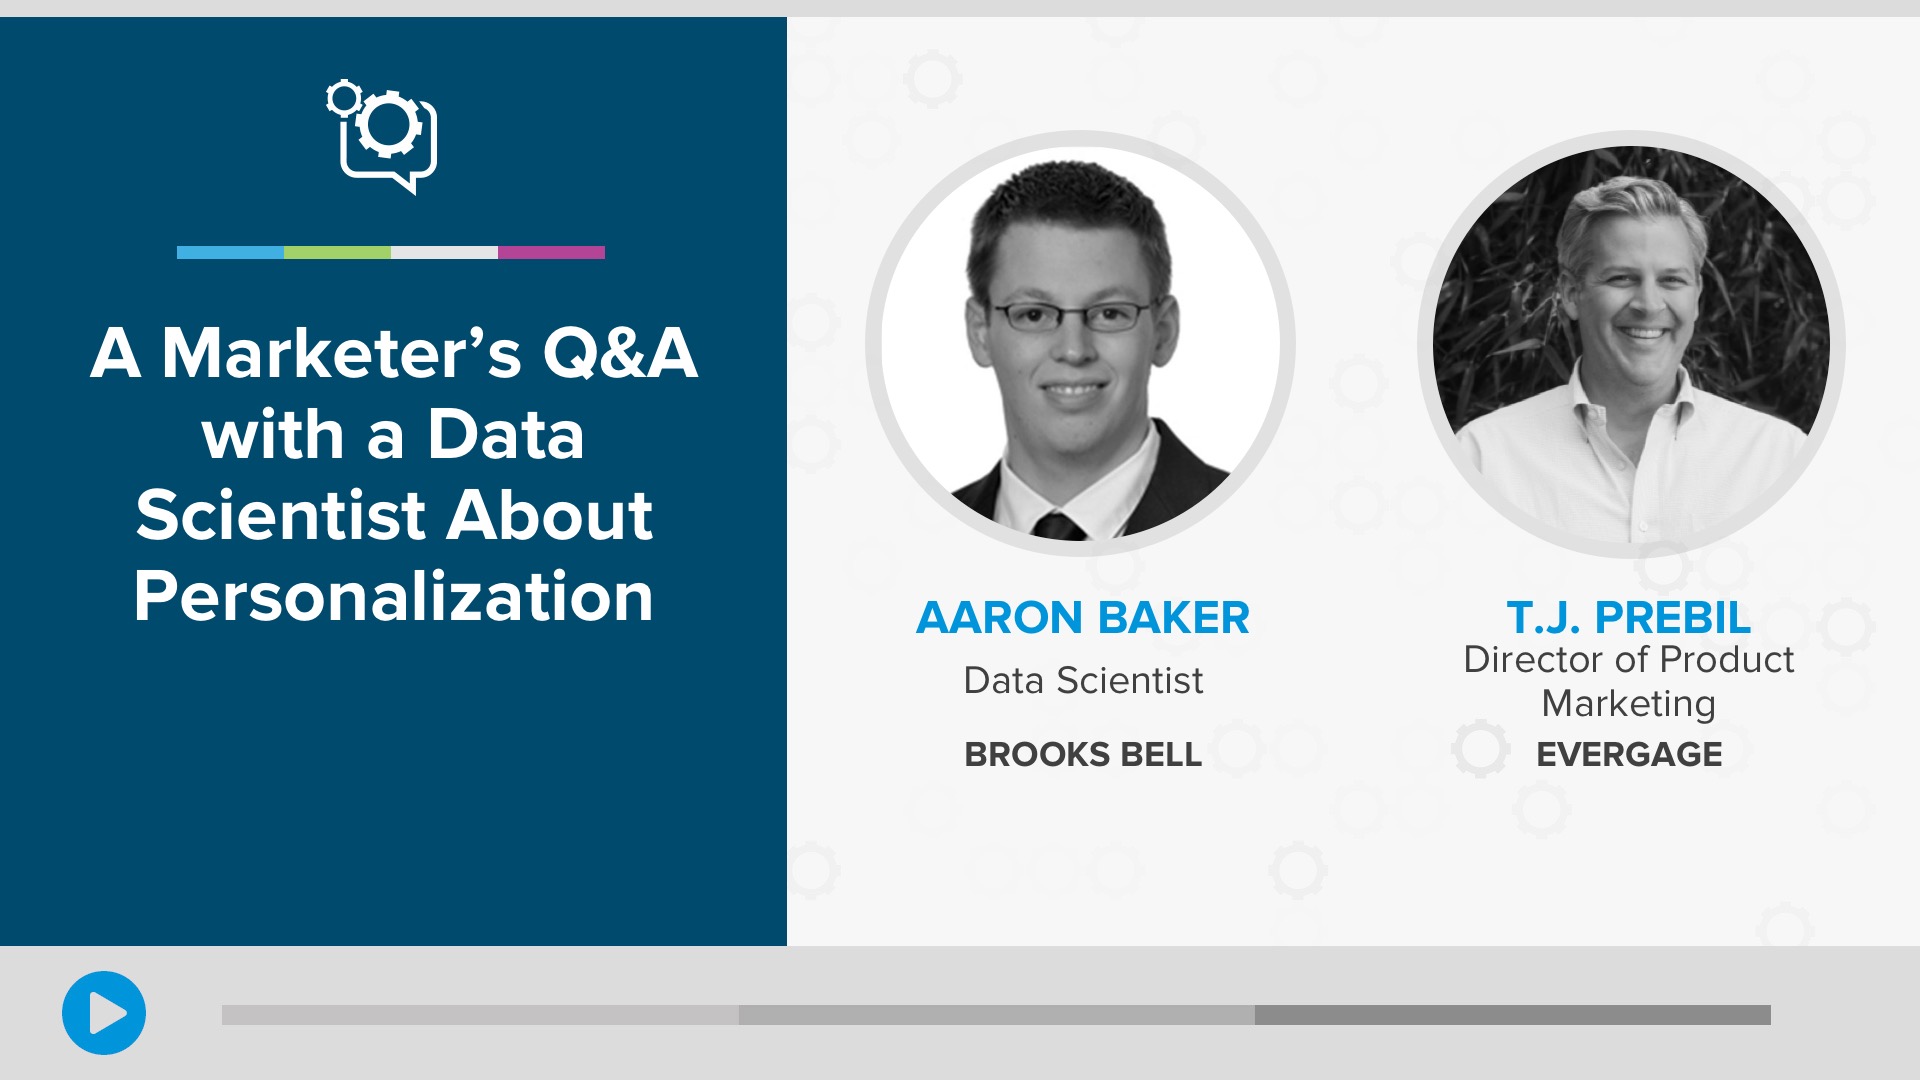 A Marketer’s Q&A
with a Data
Scientist About
Personalization
AARON BAKER
Data Scientist
BROOKS BELL
T.J. PREBIL
Director of Product
Marketing
EVERGAGE